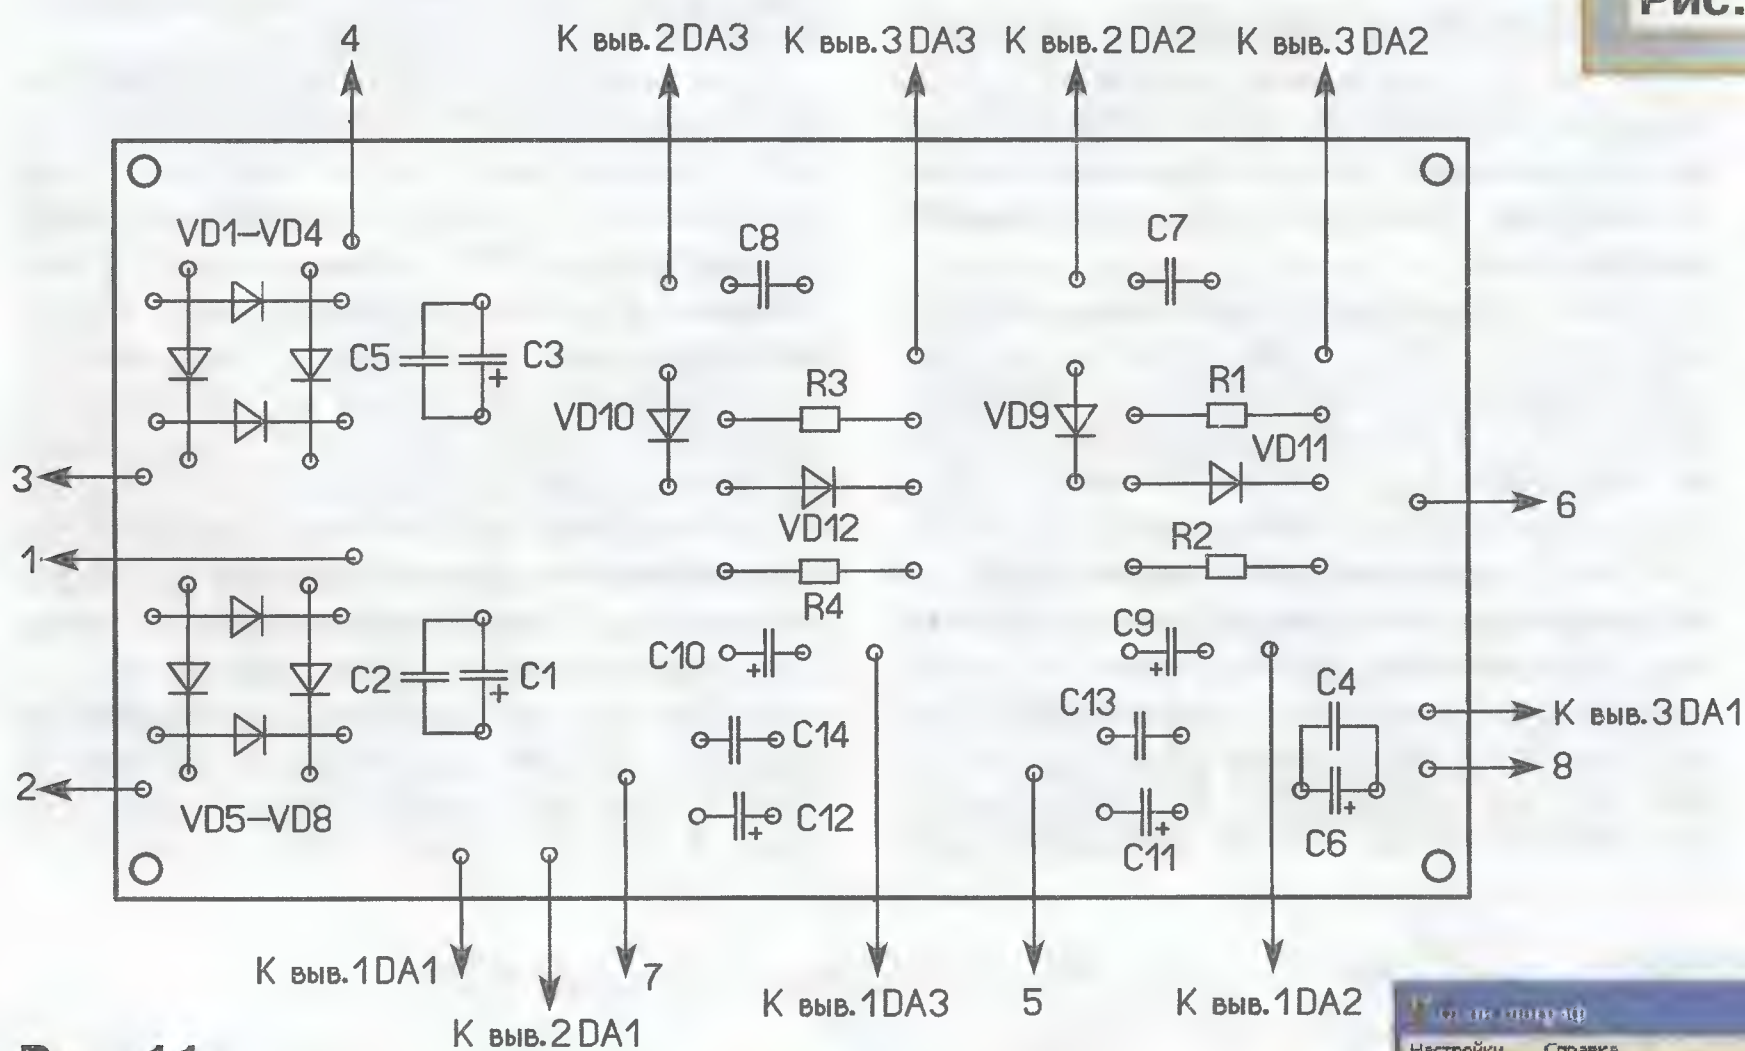 Рис.
4
К выв.2 DA3
К выв.3 DA3
К выв.2 DA2
К выв.3 DA2
VD1–VD4
C8
C7
C5
C3
R3
R1
VD10
VD9
VD11
3
6
VD12
R2
1
R4
C9
C10
C2
C1
C4
C13
К выв.3 DA1
C14
2
8
VD5–VD8
C12
C11
C6
К выв.1 DA1
7
К выв.1 DA3
5
К выв.1 DA2
К выв.2 DA1
Настройки Справка